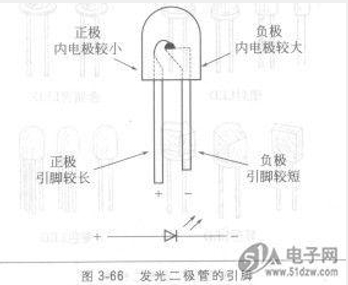 正极
内电极较小
负极
内电极较大
正极
引脚较长
负极
引脚较短
+ −
+ −
图 3-66 发光二极管的引脚
51A 电子网
www.51dzw.com